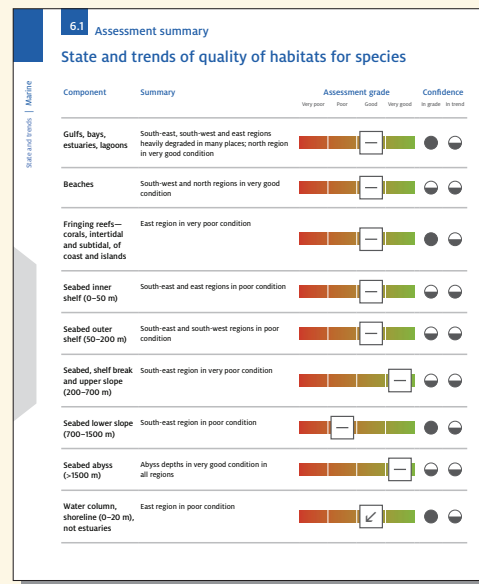 6.1 Assessment summary
State and trends of quality of habitats for species
State and trends | Marine
Component Summary Assessment grade Confidence
Very poor Poor Good Very good In grade In trend
Gulfs, bays,
estuaries, lagoons
South-east, south-west and east regions
heavily degraded in many places; north region
in very good condition
Beaches
South-west and north regions in very good
condition
Fringing reefs—
corals, intertidal
and subtidal, of
coast and islands
East region in very poor condition
Seabed inner
shelf (0–50 m)
South-east and east regions in poor condition
Seabed outer
shelf (50–200 m)
South-east and south-west regions in poor
condition
Seabed, shelf break
and upper slope
(200–700 m)
South-east region in very poor condition
Seabed lower slope
(700–1500 m)
South-east region in poor condition
Seabed abyss
(>1500 m)
Abyss depths in very good condition in
all regions
Water column,
shoreline (0–20 m),
not estuaries
East region in poor condition